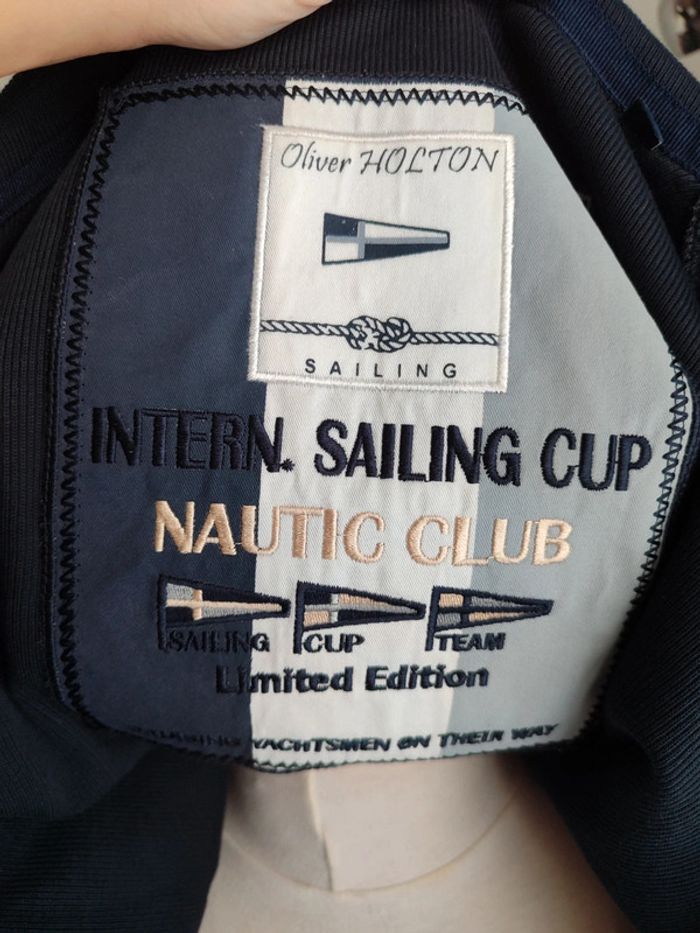 Oliver HOLTON
SAILING
INTERN. SAILING CUP
NAUTIC CLUB
SAILING CUP TEAM
Limited Edition
YACHTSMEN ON THEIR WAY